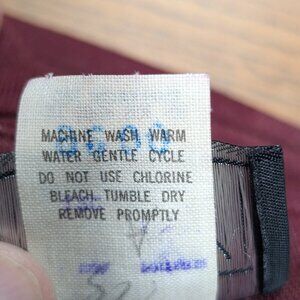 MACHINE WASH WARM
WATER GENTLE CYCLE
DO NOT USE CHLORINE
BLEACH TUMBLE DRY
REMOVE PROMPTLY